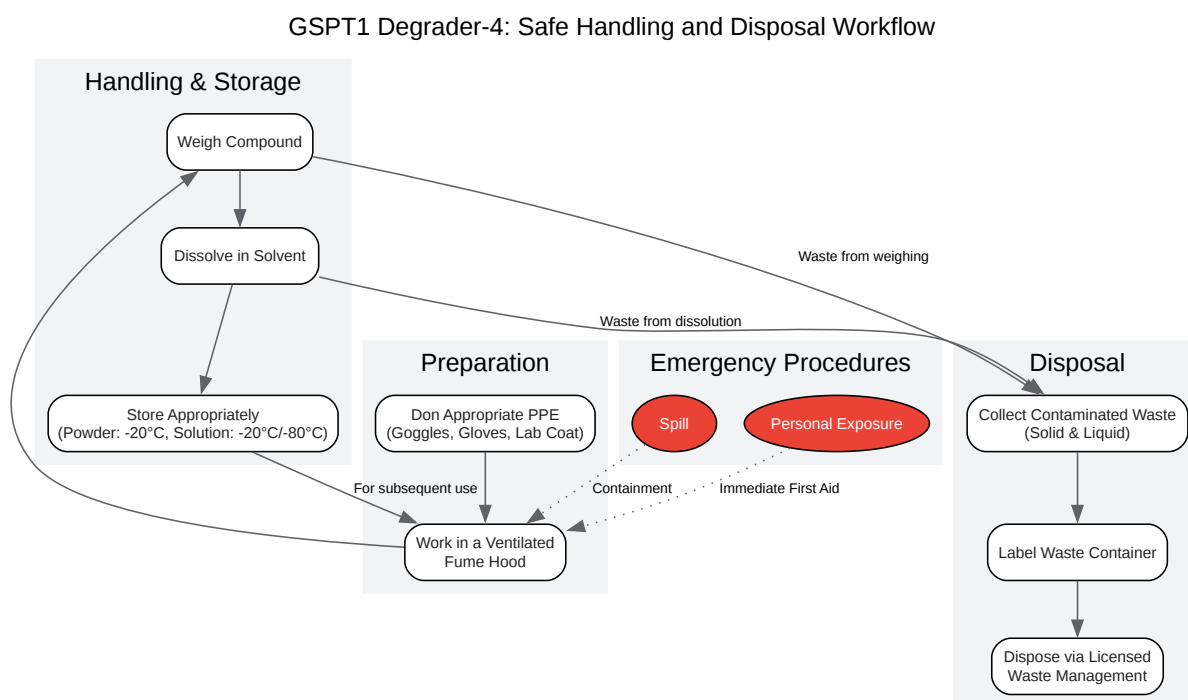 GSPT1 Degrader-4: Safe Handling and Disposal Workflow
Handling & Storage
Weigh Compound
Dissolve in Solvent
Waste from weighing
Waste from dissolution
Preparation
Emergency Procedures
Disposal
Store Appropriately
(Powder: -20°C, Solution: -20°C/-80°C)
Don Appropriate PPE
(Goggles, Gloves, Lab Coat)
Spill
Personal Exposure
Collect Contaminated Waste
(Solid & Liquid)
For subsequent use
Containment
Immediate First Aid
Work in a Ventilated
Fume Hood
Label Waste Container
Dispose via Licensed
Waste Management